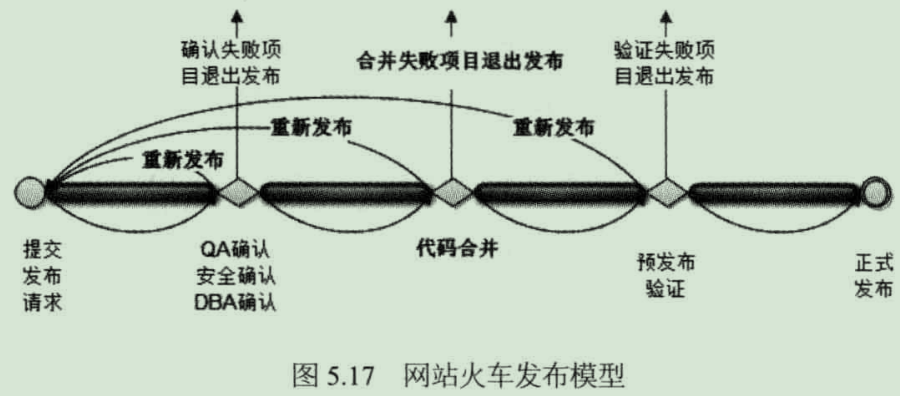 确认失败项
目退出发布
合并失败项目退出发布
验证失败项
目退出发布
重新发布
重新发布
重新发布
提交
发布
请求
QA确认
安全确认
DBA确认
代码合并
预发布
验证
正式
发布
图 5.17 网站火车发布模型